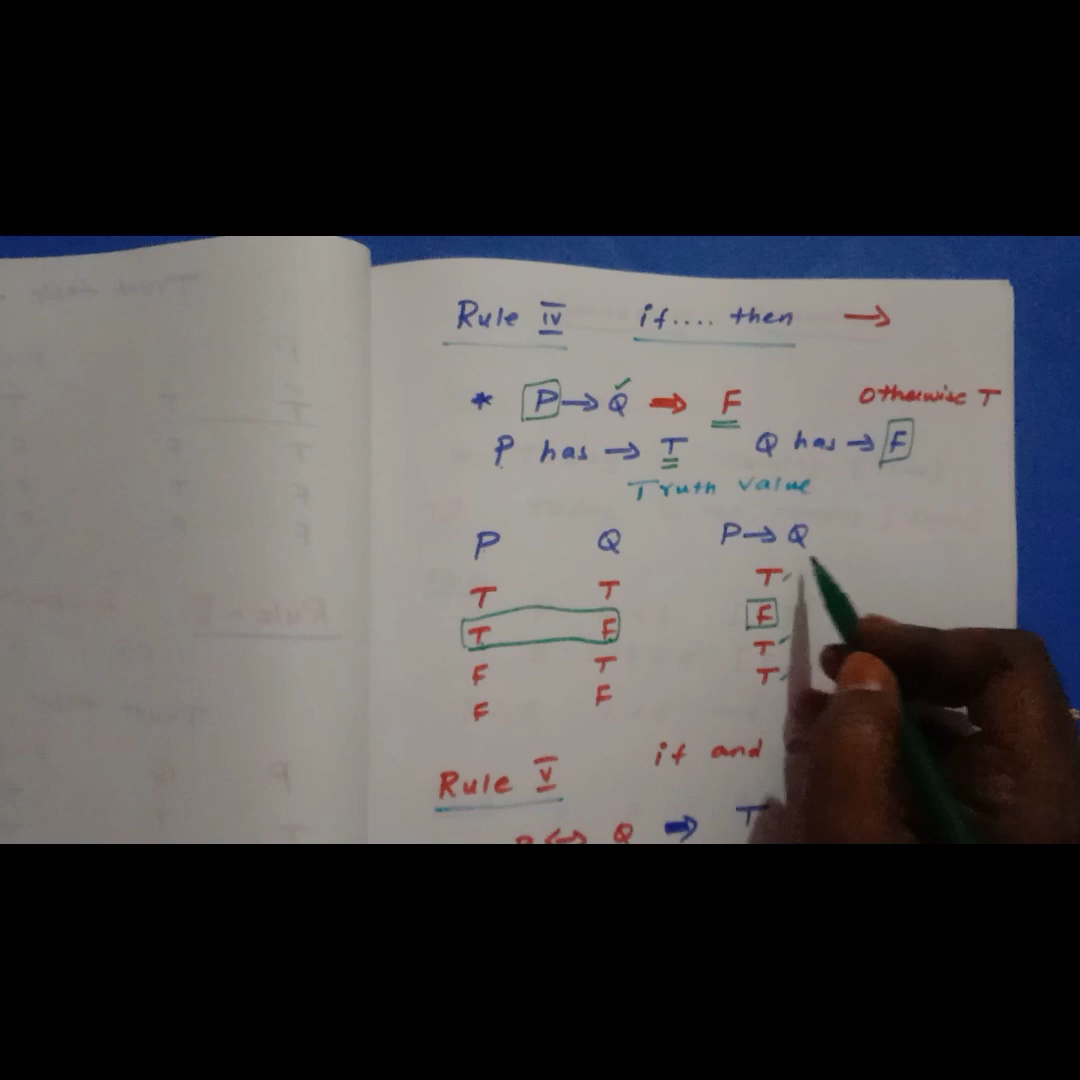 Rule IV if.... then →
* P → Q ⇒ F Otherwise T
P has → T Q has → F
Truth value
P Q P → Q
T T T
T F F
F T T
F F T
Rule V if and
P ↔ Q ⇒ T